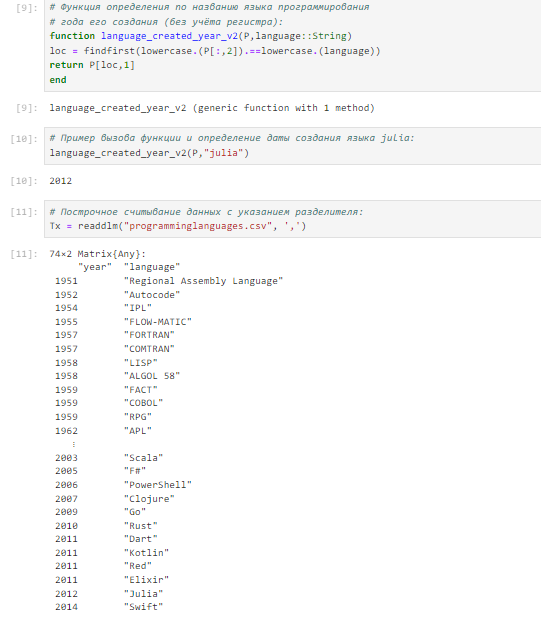 [9]: # Функция определения по названию языка программирования
# года его создания (без учёта регистра):
function language_created_year_v2(P,language::String)
loc = findfirst(lowercase.(P[:,2]).==lowercase.(language))
return P[loc,1]
end
[9]: language_created_year_v2 (generic function with 1 method)
[10]: # Пример вызова функции и определение даты создания языка julia:
language_created_year_v2(P,"julia")
[10]: 2012
[11]: # Построчное считывание данных с указанием разделителя:
Tx = readdlm("programminglanguages.csv", ',')
[11]: 74×2 Matrix{Any}:
"year" "language"
1951 "Regional Assembly Language"
1952 "Autocode"
1954 "IPL"
1955 "FLOW-MATIC"
1957 "FORTRAN"
1957 "COMTRAN"
1958 "LISP"
1958 "ALGOL 58"
1959 "FACT"
1959 "COBOL"
1959 "RPG"
1962 "APL"
⋮
2003 "Scala"
2005 "F#"
2006 "PowerShell"
2007 "Clojure"
2009 "Go"
2010 "Rust"
2011 "Dart"
2011 "Kotlin"
2011 "Red"
2011 "Elixir"
2012 "Julia"
2014 "Swift"